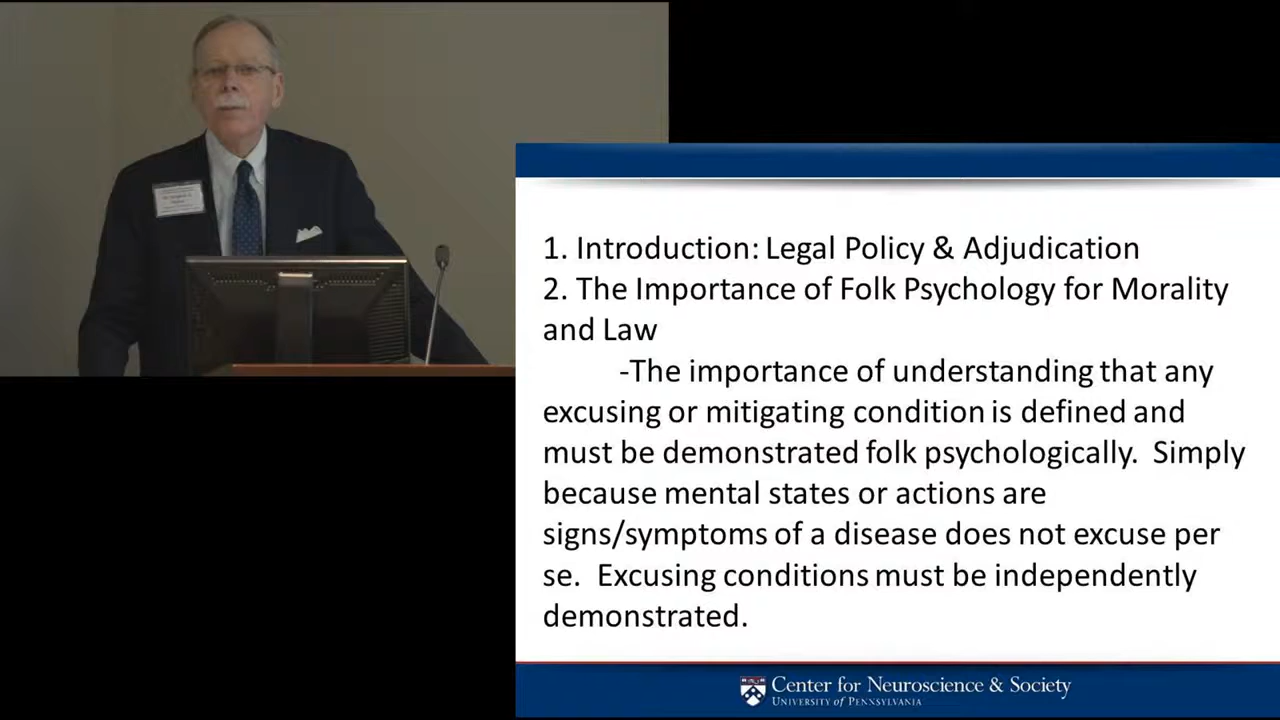 1. Introduction: Legal Policy & Adjudication
2. The Importance of Folk Psychology for Morality
and Law
-The importance of understanding that any
excusing or mitigating condition is defined and
must be demonstrated folk psychologically. Simply
because mental states or actions are
signs/symptoms of a disease does not excuse per
se. Excusing conditions must be independently
demonstrated.
Center for Neuroscience & Society
UNIVERSITY of PENNSYLVANIA